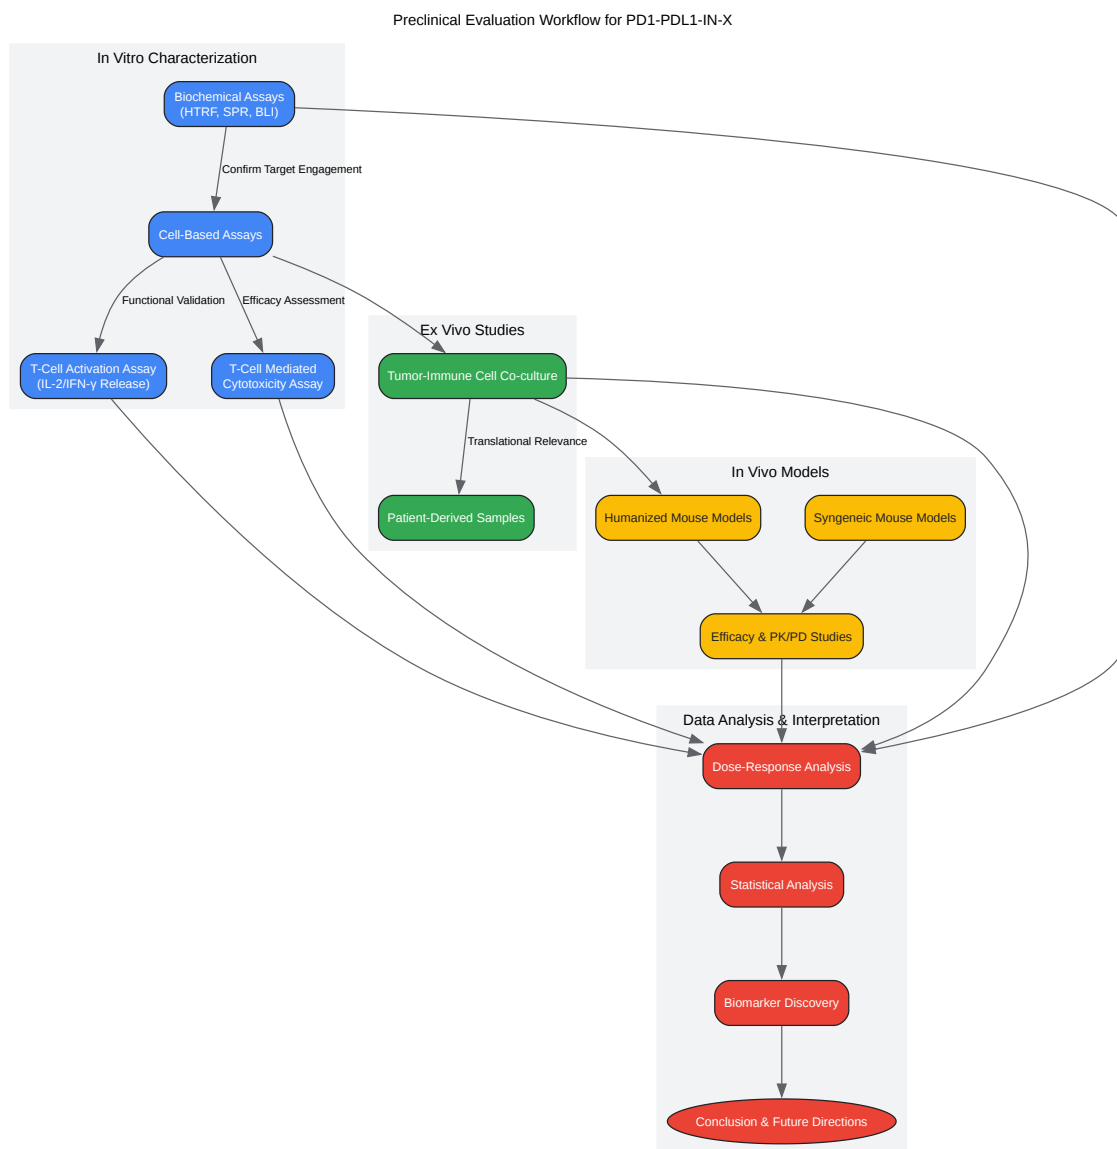 Preclinical Evaluation Workflow for PD1-PDL1-IN-X
In Vitro Characterization
Biochemical Assays
(HTRF, SPR, BLI)
Confirm Target Engagement
Cell-Based Assays
Functional Validation
Efficacy Assessment
T-Cell Activation Assay
(IL-2/IFN-γ Release)
T-Cell Mediated
Cytotoxicity Assay
Ex Vivo Studies
Tumor-Immune Cell Co-culture
Translational Relevance
Patient-Derived Samples
In Vivo Models
Humanized Mouse Models
Syngeneic Mouse Models
Efficacy & PK/PD Studies
Data Analysis & Interpretation
Dose-Response Analysis
Statistical Analysis
Biomarker Discovery
Conclusion & Future Directions